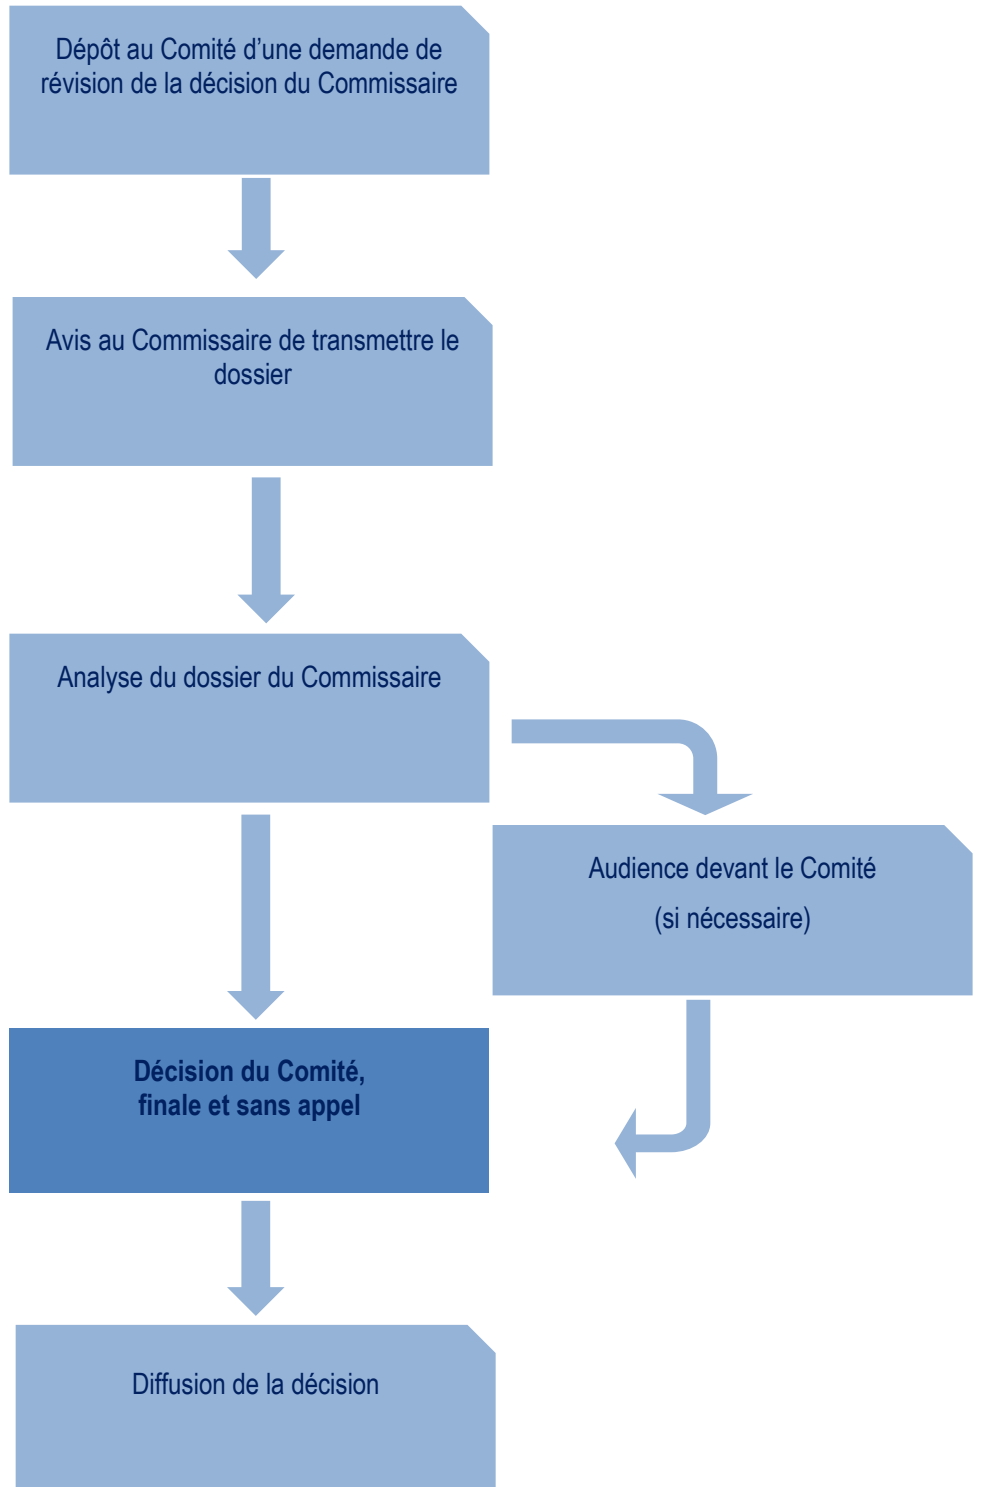 Dépôt au Comité d’une demande de
révision de la décision du Commissaire
Avis au Commissaire de transmettre le
dossier
Analyse du dossier du Commissaire
Audience devant le Comité
(si nécessaire)
Décision du Comité,
finale et sans appel
Diffusion de la décision